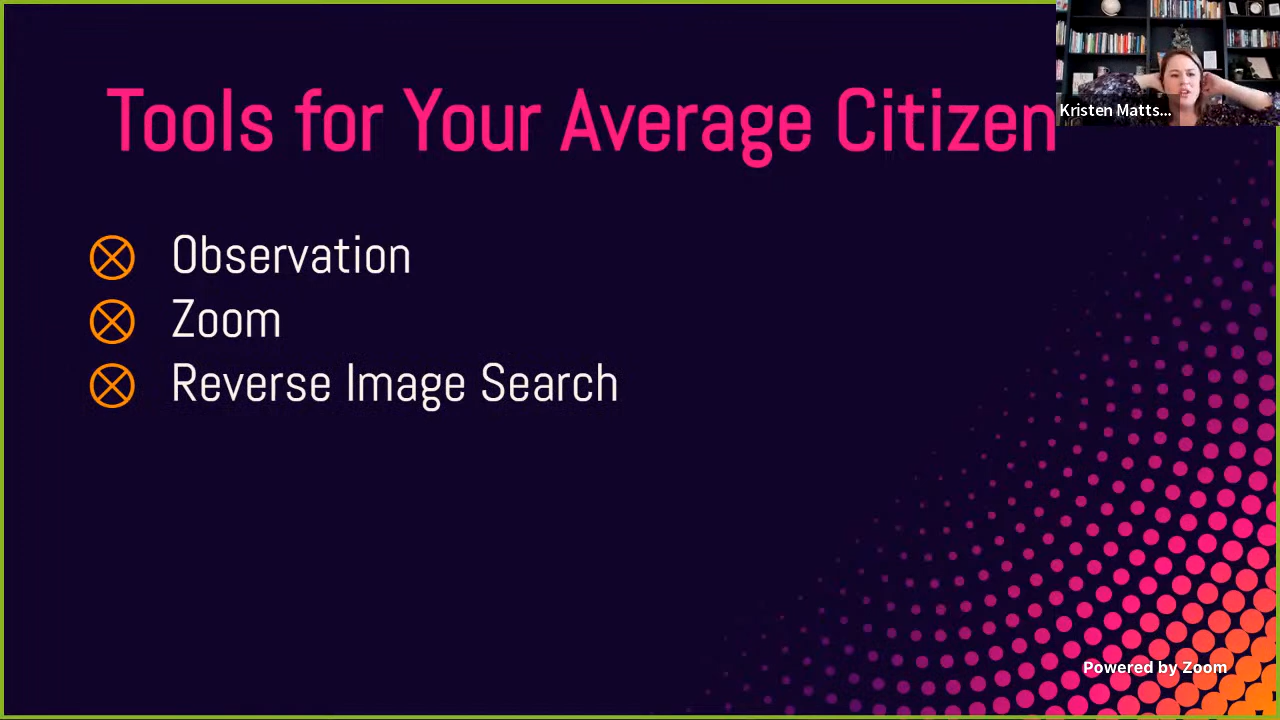 Tools for Your Average Citizen
Kristen Matts...
Observation
Zoom
Reverse Image Search
Powered by Zoom